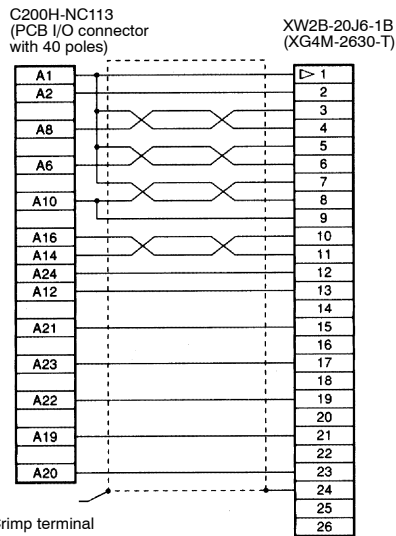 C200H-NC113
(PCB I/O connector
with 40 poles)
XW2B-20J6-1B
(XG4M-2630-T)
A1
A2
A8
A6
A10
A16
A14
A24
A12
A21
A23
A22
A19
A20
1
2
3
4
5
6
7
8
9
10
11
12
13
14
15
16
17
18
19
20
21
22
23
24
25
26
rimp terminal